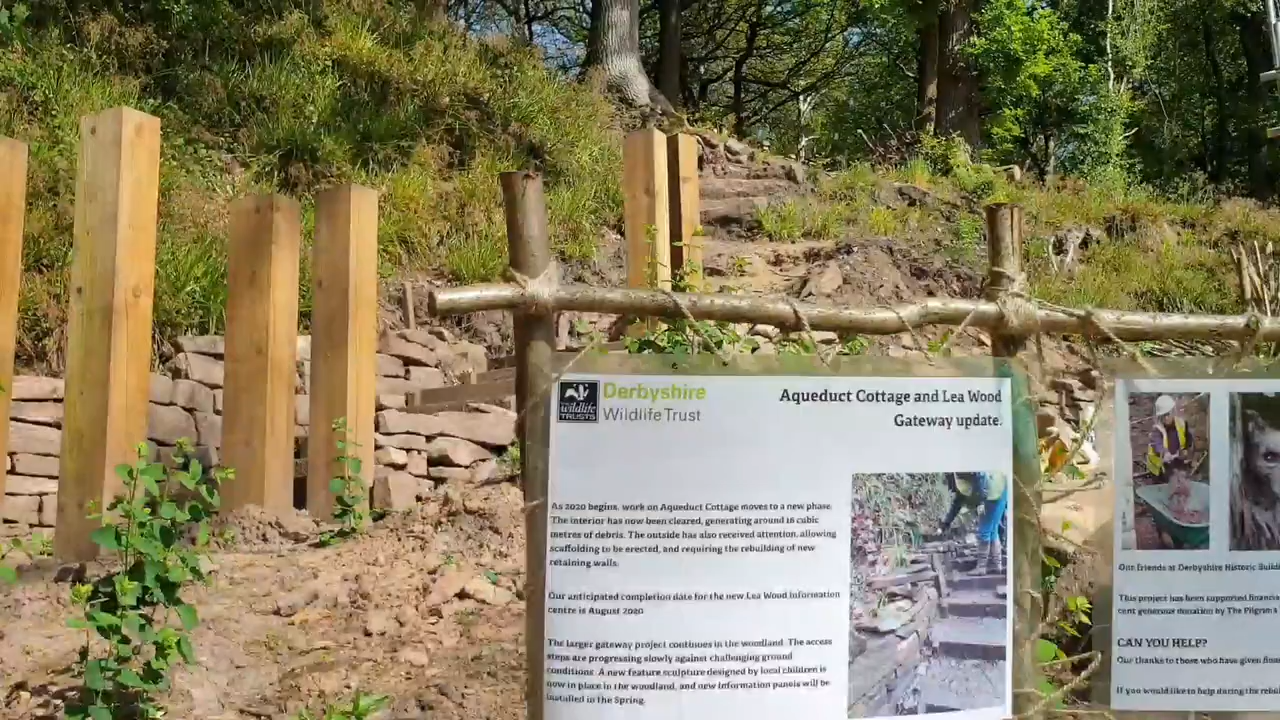 THE
wildlife
TRUSTS
Derbyshire
Wildlife Trust
Aqueduct Cottage and Lea Wood
Gateway update.
As 2020 begins, work on Aqueduct Cottage moves to a new phase.
The interior has now been cleared, generating around 16 cubic
metres of debris. The outside has also received attention, allowing
scaffolding to be erected, and requiring the rebuilding of new
retaining walls.
Our anticipated completion date for the new Lea Wood information
centre is August 2020
The larger gateway project continues in the woodland. The access
steps are progressing slowly against challenging ground
conditions. A new feature sculpture designed by local children is
now in place in the woodland, and new information panels will be
installed in the Spring.
Our friends at Derbyshire Historic
This project has been supported
cent generous donation by The Pilgrim's
CAN YOU HELP?
Our thanks to those who have given
If you would like to help during the